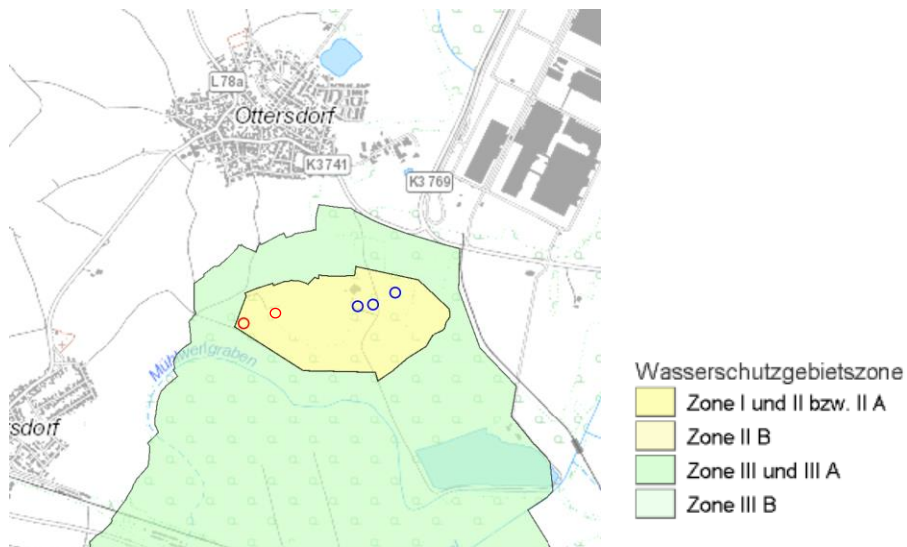 L78a
Ottersdorf
K3741
K3 769
Mühlwerlgraben
sdorf
Wasserschutzgebietszone
Zone I und II bzw. II A
Zone II B
Zone III und III A
Zone III B